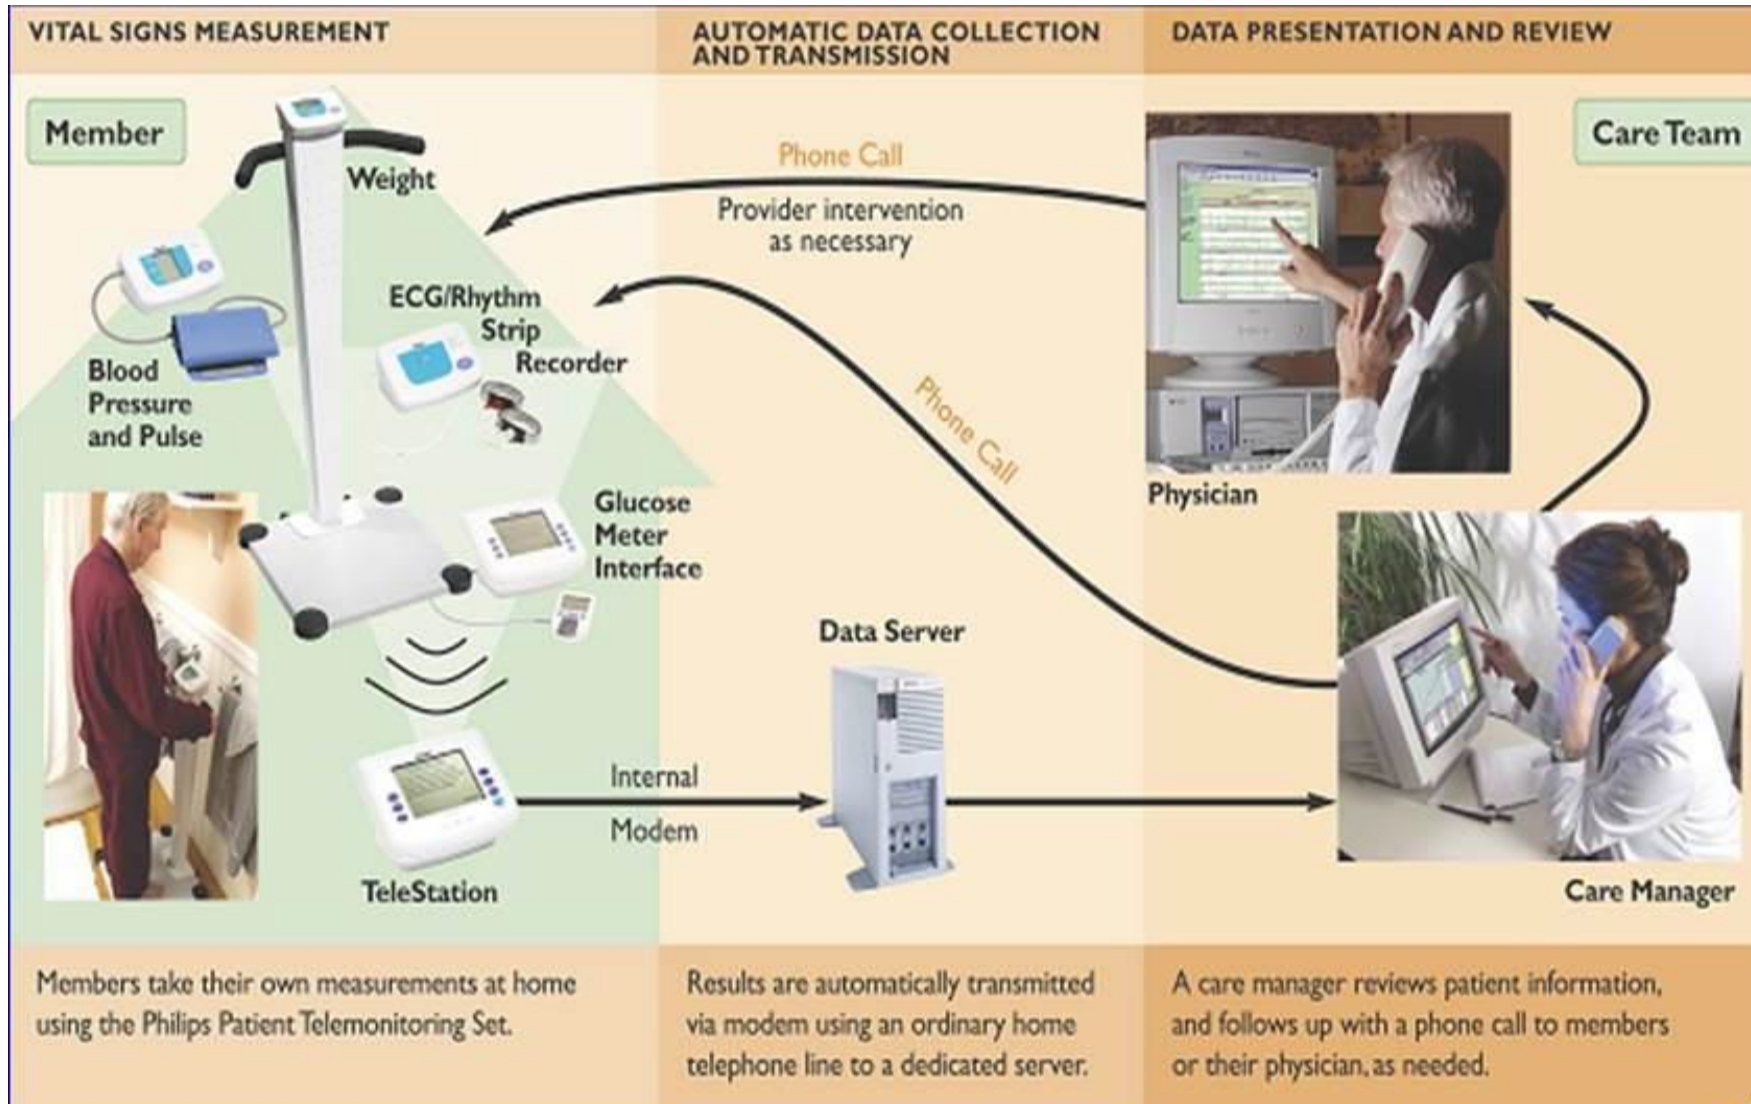 VITAL SIGNS MEASUREMENT
Member
Weight
Blood
Pressure
and Pulse
ECG/Rhythm
Strip
Recorder
Glucose
Meter
Interface
TeleStation
Members take their own measurements at home
using the Philips Patient Telemonitoring Set.
AUTOMATIC DATA COLLECTION
AND TRANSMISSION
Phone Call
Provider intervention
as necessary
Phone Call
Data Server
Internal
Modem
Results are automatically transmitted
via modem using an ordinary home
telephone line to a dedicated server.
DATA PRESENTATION AND REVIEW
Care Team
Physician
Care Manager
A care manager reviews patient information,
and follows up with a phone call to members
or their physician, as needed.